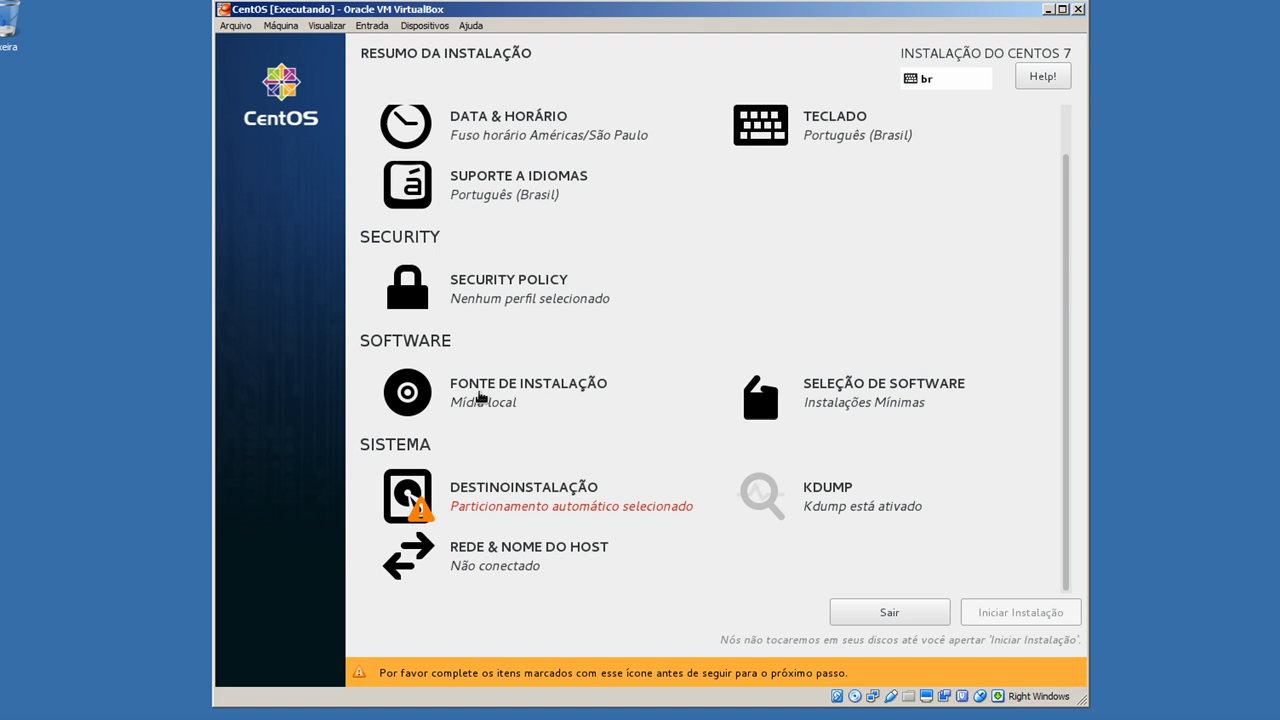 CentOS [Executando] - Oracle VM VirtualBox
Arquivo Máquina Visualizar Entrada Dispositivos Ajuda
xeira
RESUMO DA INSTALAÇÃO
INSTALAÇÃO DO CENTOS 7
br
Help!
CentOS
DATA & HORÁRIO
Fuso horário Américas/São Paulo
TECLADO
Português (Brasil)
SUPORTE A IDIOMAS
Português (Brasil)
SECURITY
SECURITY POLICY
Nenhum perfil selecionado
SOFTWARE
FONTE DE INSTALAÇÃO
Mídia local
SELEÇÃO DE SOFTWARE
Instalações Mínimas
SISTEMA
DESTINOINSTALAÇÃO
Particionamento automático selecionado
KDUMP
Kdump está ativado
REDE & NOME DO HOST
Não conectado
Sair
Iniciar Instalação
Nós não tocaremos em seus discos até você apertar 'Iniciar Instalação'.
Por favor complete os itens marcados com esse ícone antes de seguir para o próximo passo.
Right Windows